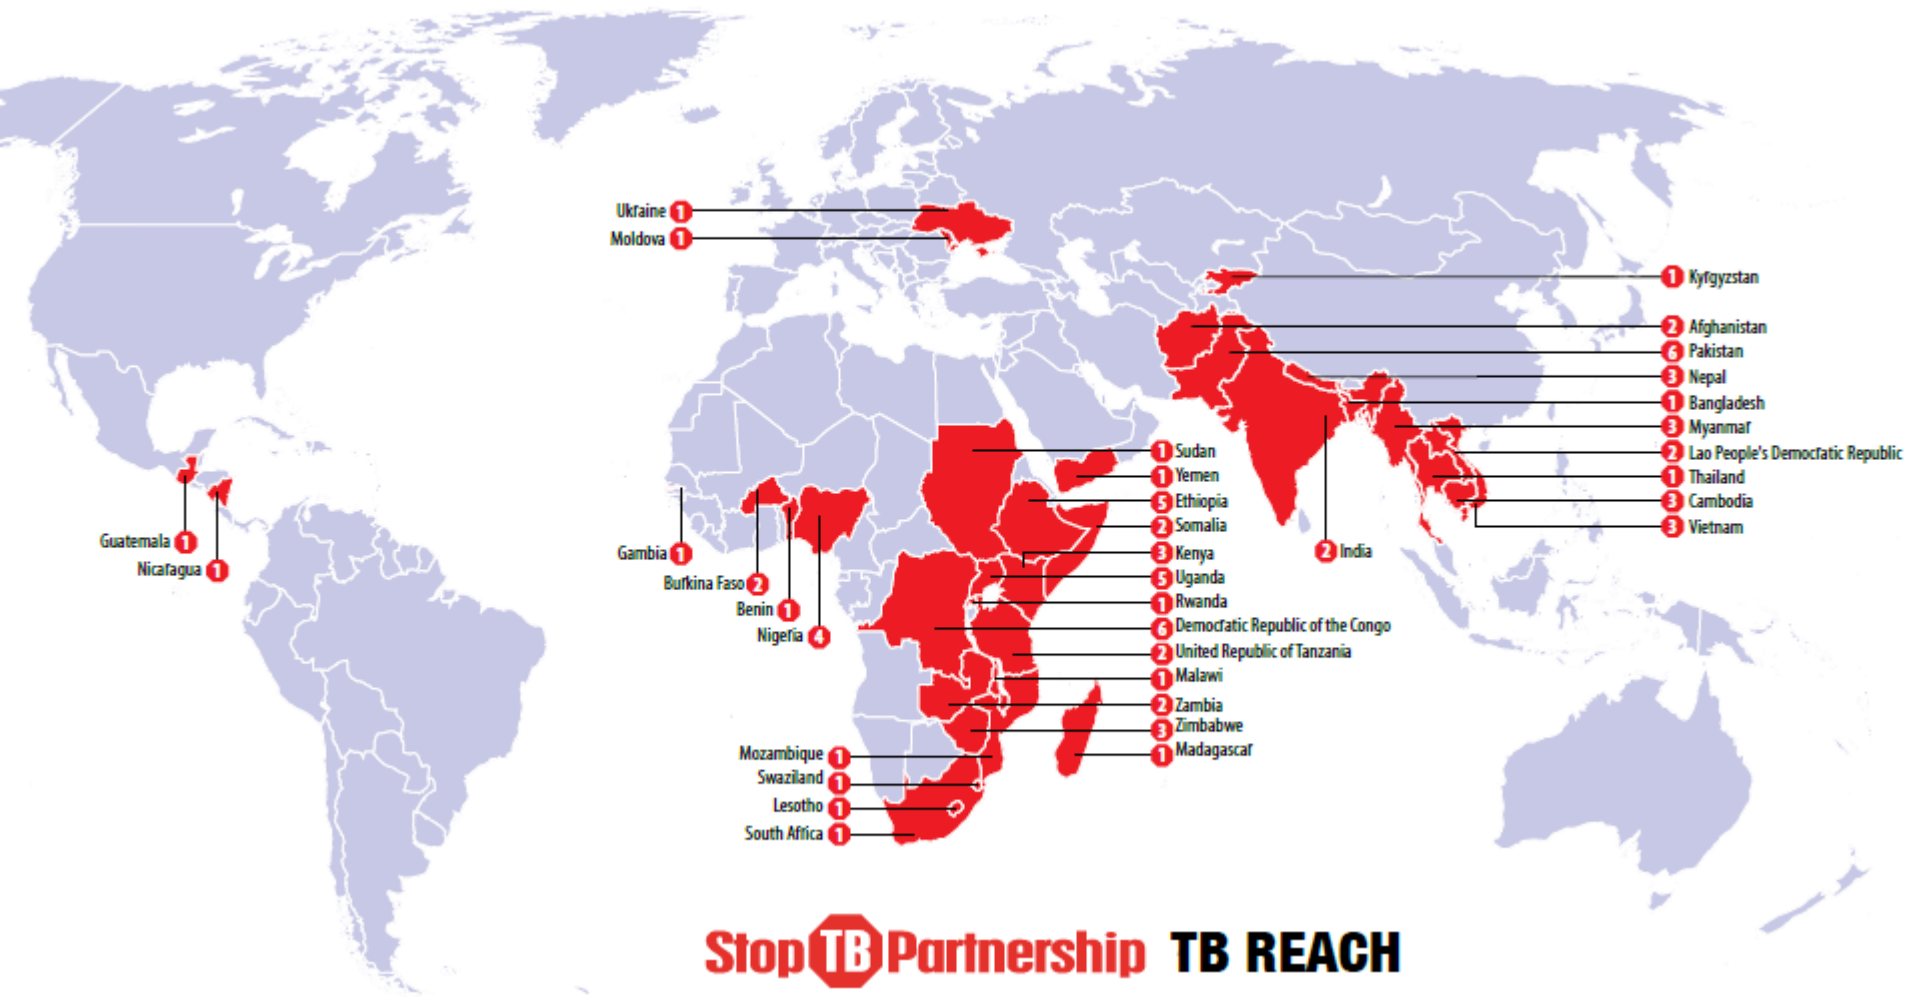 Ukraine 1
Moldova 1
1 Kyrgyzstan
2 Afghanistan
6 Pakistan
3 Nepal
1 Bangladesh
3 Myanmar
2 Lao People's Democratic Republic
1 Thailand
3 Cambodia
3 Vietnam
2 India
1 Sudan
1 Yemen
5 Ethiopia
2 Somalia
3 Kenya
5 Uganda
1 Rwanda
6 Democratic Republic of the Congo
2 United Republic of Tanzania
1 Malawi
2 Zambia
3 Zimbabwe
1 Madagascar
Guatemala 1
Nicaragua 1
Gambia 1
Burkina Faso 2
Benin 1
Nigeria 4
Mozambique 1
Swaziland 1
Lesotho 1
South Africa 1
Stop TB Partnership TB REACH